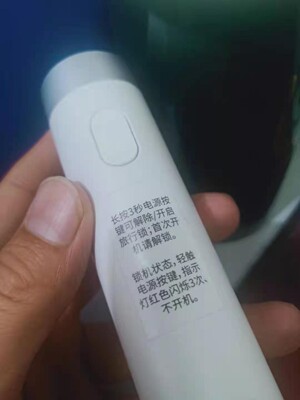 长按3秒电源按
键可解除/开启
旅行锁；首次开
机请解锁。
锁机状态，轻触
电源按键，指示
灯红色闪烁3次、
不开机。